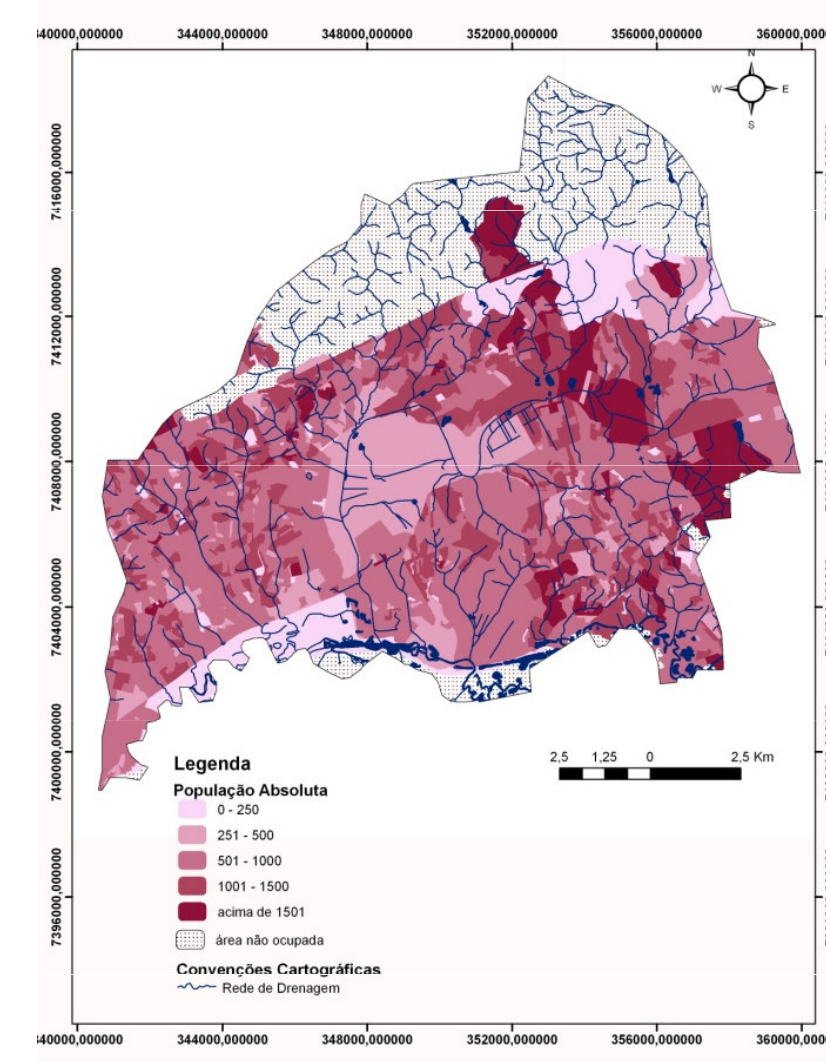 340000,000000 344000,000000 348000,000000 352000,000000 356000,000000 360000,0000
N
W E
S
7416000,000000
7412000,000000
7408000,000000
7404000,000000
7400000,000000
7396000,000000
2,5 1,25 0 2,5 Km
Legenda
População Absoluta
0 - 250
251 - 500
501 - 1000
1001 - 1500
acima de 1501
área não ocupada
Convenções Cartográficas
Rede de Drenagem
340000,000000 344000,000000 348000,000000 352000,000000 356000,000000 360000,0000